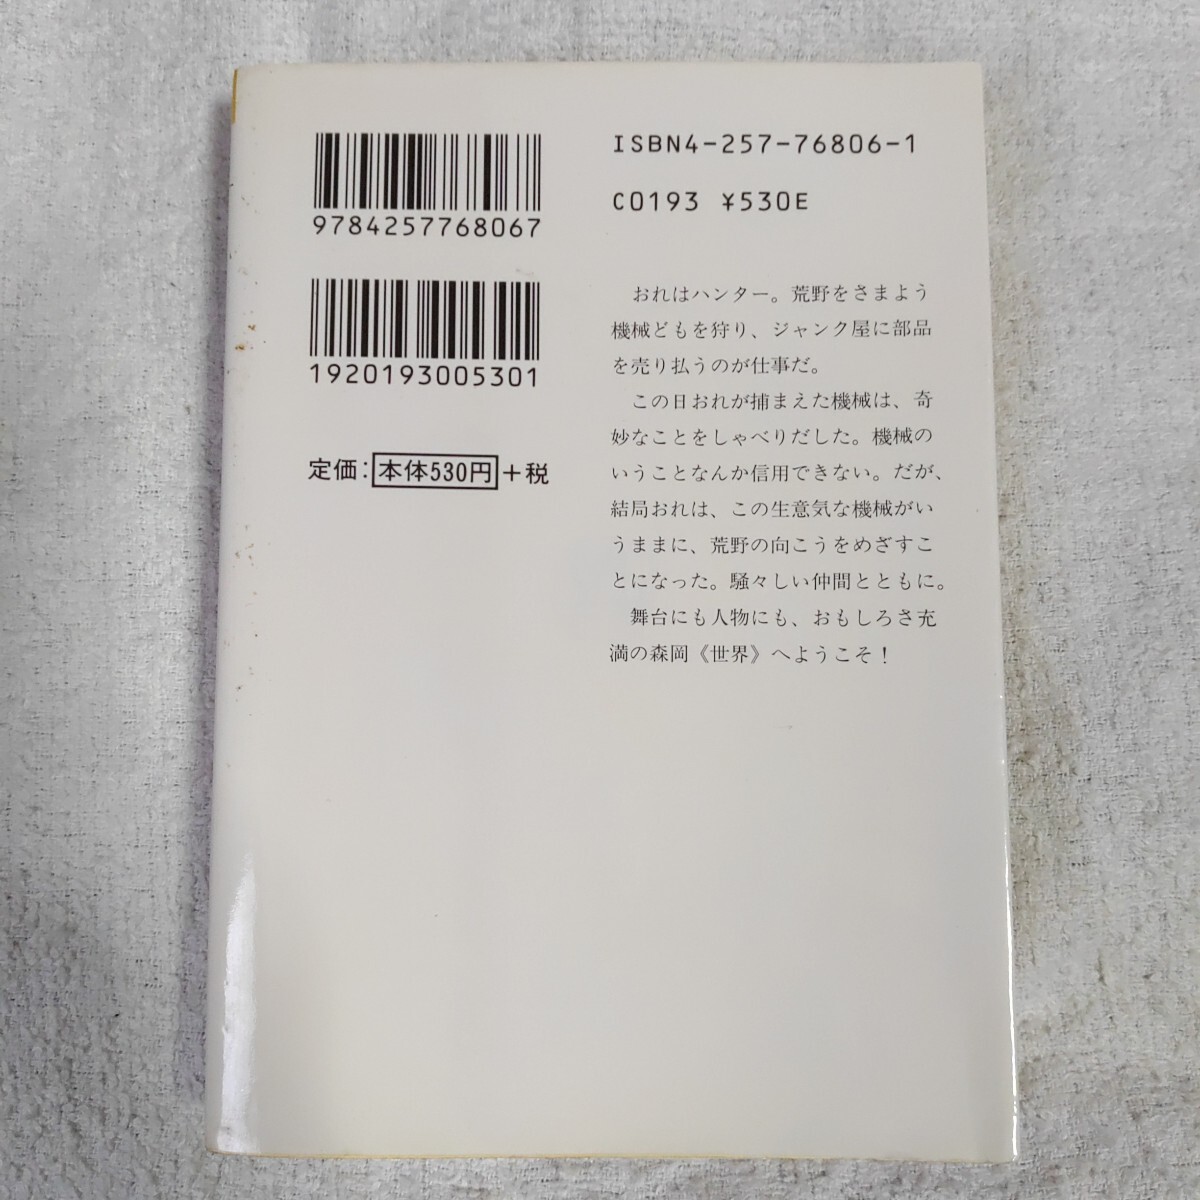 9784257768067
1920193005301
定価：本体530円＋税
ISBN4-257-76806-1
C0193 ¥530E
おれはハンター。荒野をさまよう
機械どもを狩り、ジャンク屋に部品
を売り払うのが仕事だ。
この日おれが捕まえた機械は、奇
妙なことをしゃべりだした。機械の
いうことなんか信用できない。だが、
結局おれは、この生意気な機械がい
うままに、荒野の向こうをめざすこ
とになった。騒々しい仲間とともに。
舞台にも人物にも、おもしろさ充
満の森岡《世界》へようこそ！